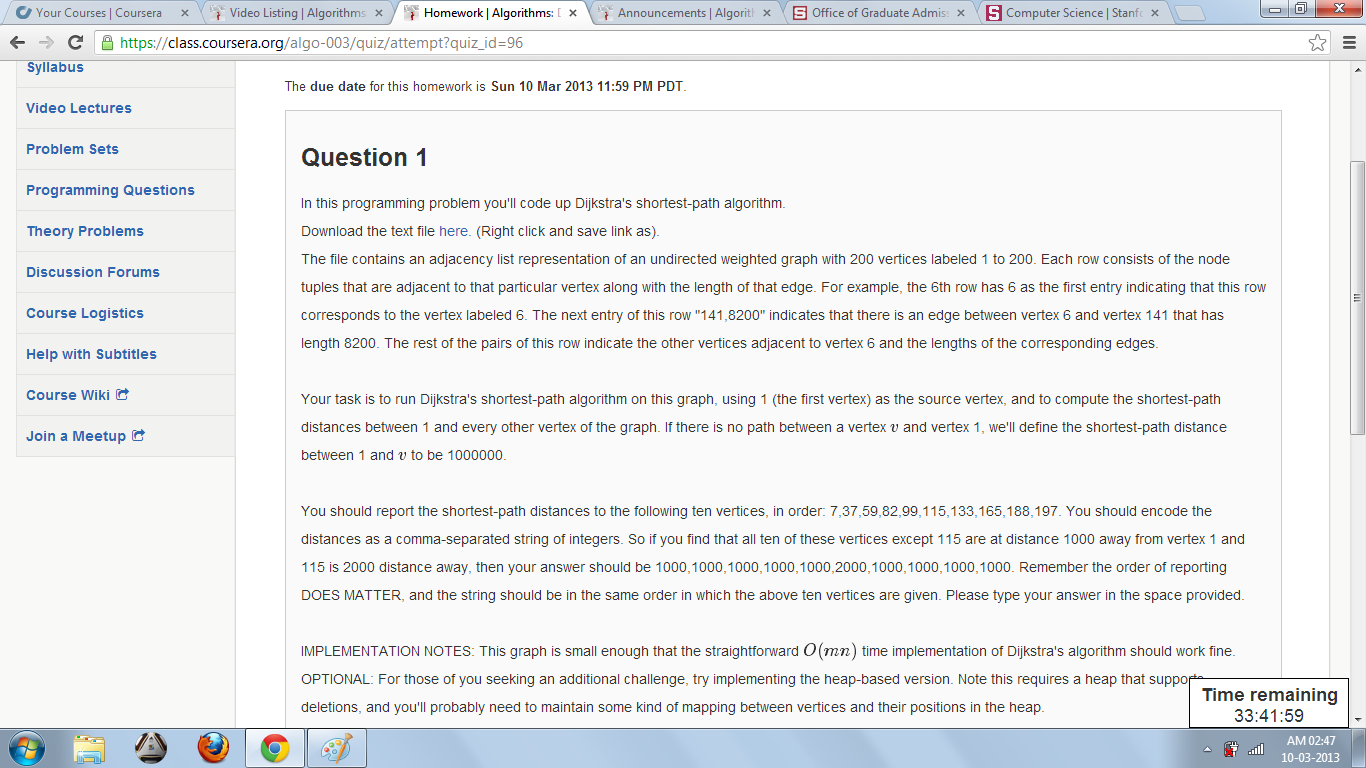 Your Courses | Coursera
Video Listing | Algorithms:
Homework | Algorithms: D
Announcements | Algorith
Office of Graduate Admiss
Computer Science | Stanfo
https://class.coursera.org/algo-003/quiz/attempt?quiz_id=96
Syllabus
Video Lectures
Problem Sets
Programming Questions
Theory Problems
Discussion Forums
Course Logistics
Help with Subtitles
Course Wiki
Join a Meetup
The due date for this homework is Sun 10 Mar 2013 11:59 PM PDT.
Question 1
In this programming problem you'll code up Dijkstra's shortest-path algorithm.
Download the text file here. (Right click and save link as).
The file contains an adjacency list representation of an undirected weighted graph with 200 vertices labeled 1 to 200. Each row consists of the node
tuples that are adjacent to that particular vertex along with the length of that edge. For example, the 6th row has 6 as the first entry indicating that this row
corresponds to the vertex labeled 6. The next entry of this row "141,8200" indicates that there is an edge between vertex 6 and vertex 141 that has
length 8200. The rest of the pairs of this row indicate the other vertices adjacent to vertex 6 and the lengths of the corresponding edges.
Your task is to run Dijkstra's shortest-path algorithm on this graph, using 1 (the first vertex) as the source vertex, and to compute the shortest-path
distances between 1 and every other vertex of the graph. If there is no path between a vertex v and vertex 1, we'll define the shortest-path distance
between 1 and v to be 1000000.
You should report the shortest-path distances to the following ten vertices, in order: 7,37,59,82,99,115,133,165,188,197. You should encode the
distances as a comma-separated string of integers. So if you find that all ten of these vertices except 115 are at distance 1000 away from vertex 1 and
115 is 2000 distance away, then your answer should be 1000,1000,1000,1000,1000,2000,1000,1000,1000,1000. Remember the order of reporting
DOES MATTER, and the string should be in the same order in which the above ten vertices are given. Please type your answer in the space provided.
IMPLEMENTATION NOTES: This graph is small enough that the straightforward O(mn) time implementation of Dijkstra's algorithm should work fine.
OPTIONAL: For those of you seeking an additional challenge, try implementing the heap-based version. Note this requires a heap that supports
deletions, and you'll probably need to maintain some kind of mapping between vertices and their positions in the heap.
Time remaining
33:41:59
AM 02:47
10-03-2013